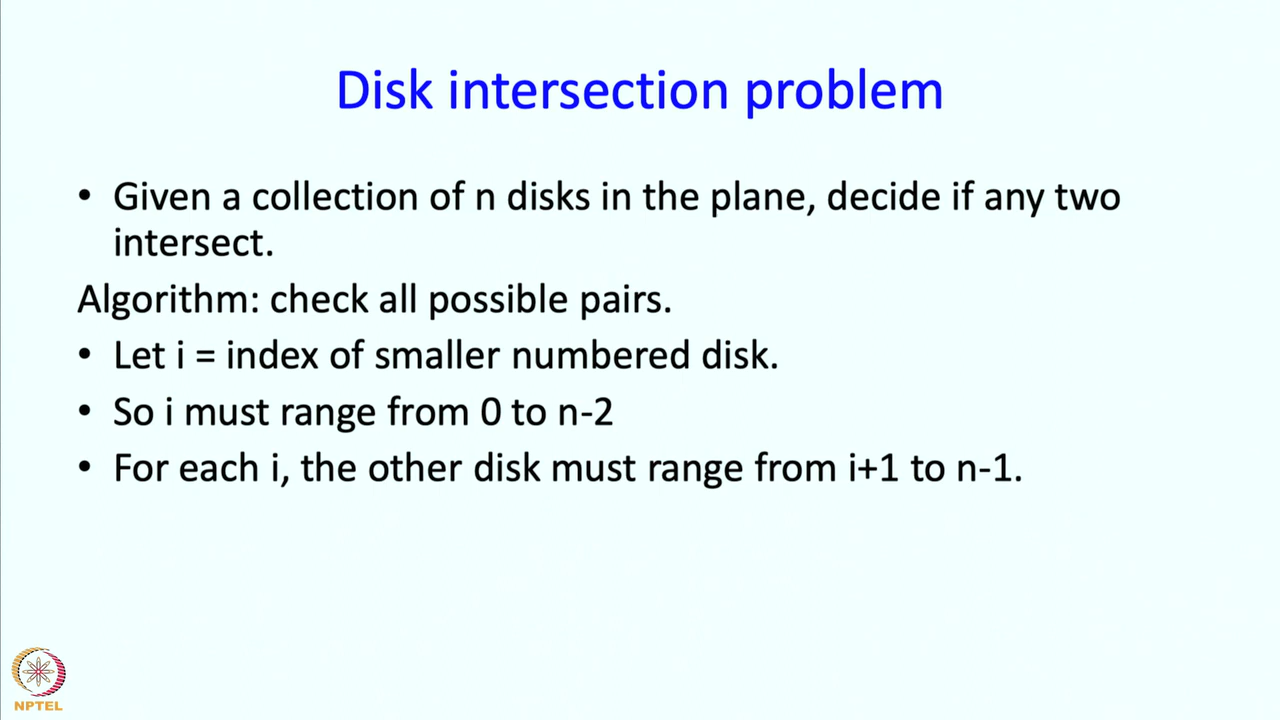 Disk intersection problem
• Given a collection of n disks in the plane, decide if any two
intersect.
Algorithm: check all possible pairs.
• Let i = index of smaller numbered disk.
• So i must range from 0 to n-2
• For each i, the other disk must range from i+1 to n-1.
NPTEL